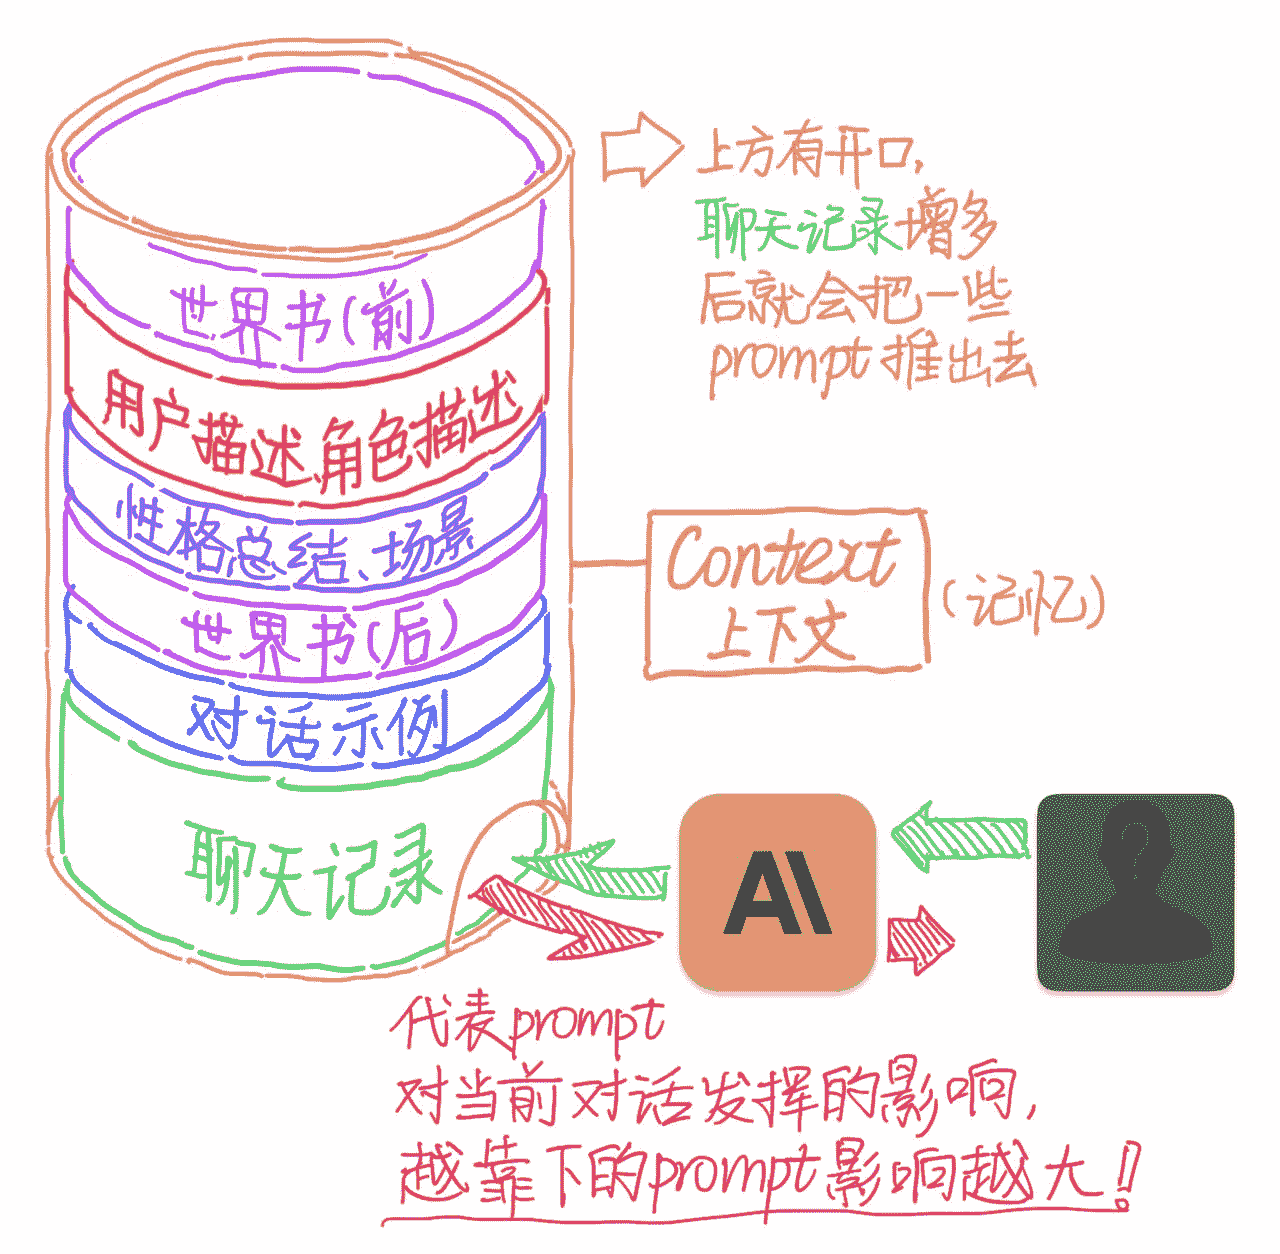 上方有开口,
聊天记录增多
后就会把一些
prompt推出去
世界书(前)
用户描述、角色描述
性格总结、场景
世界书(后)
对话示例
聊天记录
Context
上下文
(记忆)
AI
?
代表prompt
对当前对话发挥的影响,
越靠下的prompt影响越大!